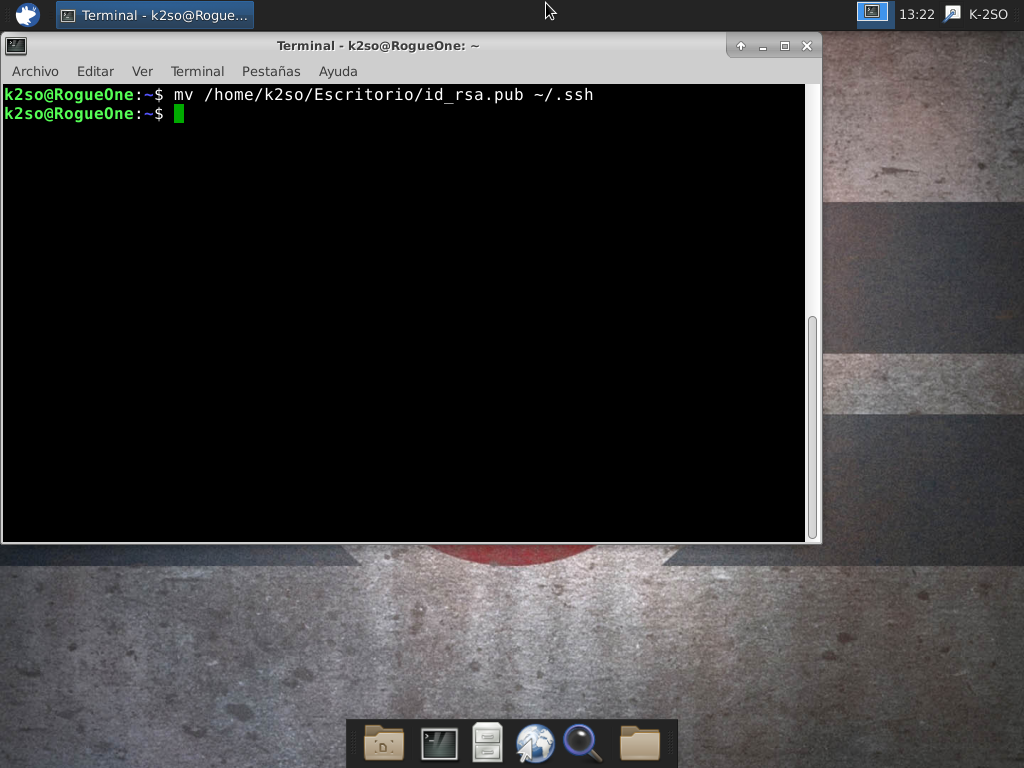 Terminal - k2so@Rogue...
13:22
K-2SO
Terminal - k2so@RogueOne: ~
Archivo Editar Ver Terminal Pestañas Ayuda
k2so@RogueOne:~$ mv /home/k2so/Escritorio/id_rsa.pub ~/.ssh
k2so@RogueOne:~$
D